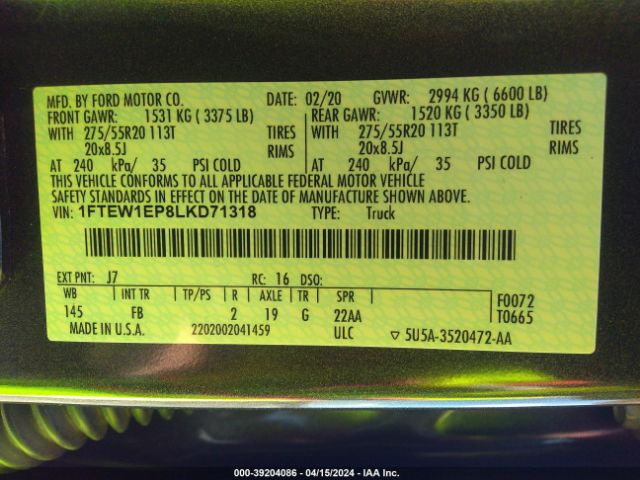 MFD. BY FORD MOTOR CO. DATE: 02/20 GVWR: 2994 KG ( 6600 LB)
FRONT GAWR: 1531 KG ( 3375 LB) REAR GAWR: 1520 KG ( 3350 LB)
WITH 275/55R20 113T TIRES WITH 275/55R20 113T TIRES
20x8.5J RIMS 20x8.5J RIMS
AT 240 kPa/ 35 PSI COLD AT 240 kPa/ 35 PSI COLD
THIS VEHICLE CONFORMS TO ALL APPLICABLE FEDERAL MOTOR VEHICLE
SAFETY STANDARDS IN EFFECT ON THE DATE OF MANUFACTURE SHOWN ABOVE.
VIN: 1FTEW1EP8LKD71318 TYPE: Truck
EXT PNT: J7 RC: 16 DSO:
WB INT TR TP/PS R AXLE TR SPR F0072
145 FB 2 19 G 22AA T0665
MADE IN U.S.A. 2202002041459 ULC ▽ 5U5A-3520472-AA
000-39204086 - 04/15/2024 - IAA Inc.